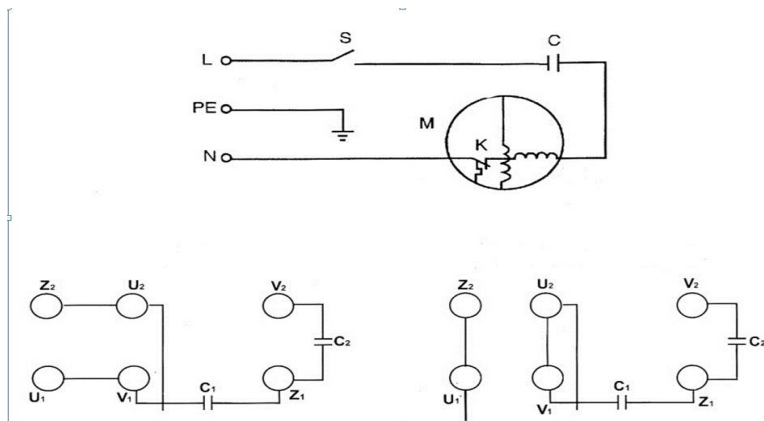 S C
L
PE
M
K
N
Z₂ U₂ V₂ Z₂ U₂ V₂
C₂ C₂
U₁ V₁ C₁ Z₁ U₁ V₁ C₁ Z₁